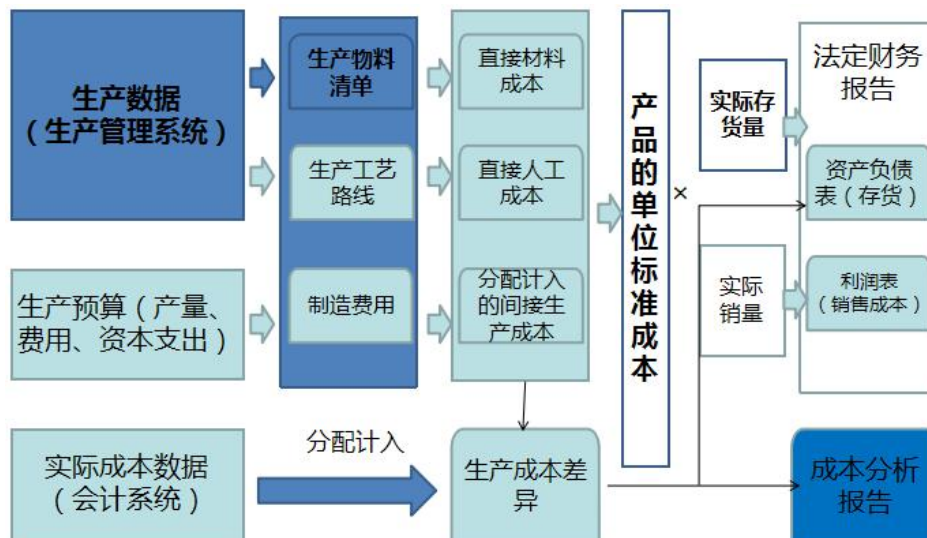 生产数据
（生产管理系统）
生产物料
清单
直接材料
成本
生产工艺
路线
直接人工
成本
生产预算（产量、
费用、资本支出）
制造费用
分配计入
的间接生
产成本
产品的单位标准成本
×
实际存
货量
实际
销量
法定财务
报告
资产负债
表（存货）
利润表
（销售成本）
实际成本数据
（会计系统）
分配计入
生产成本差
异
成本分析
报告